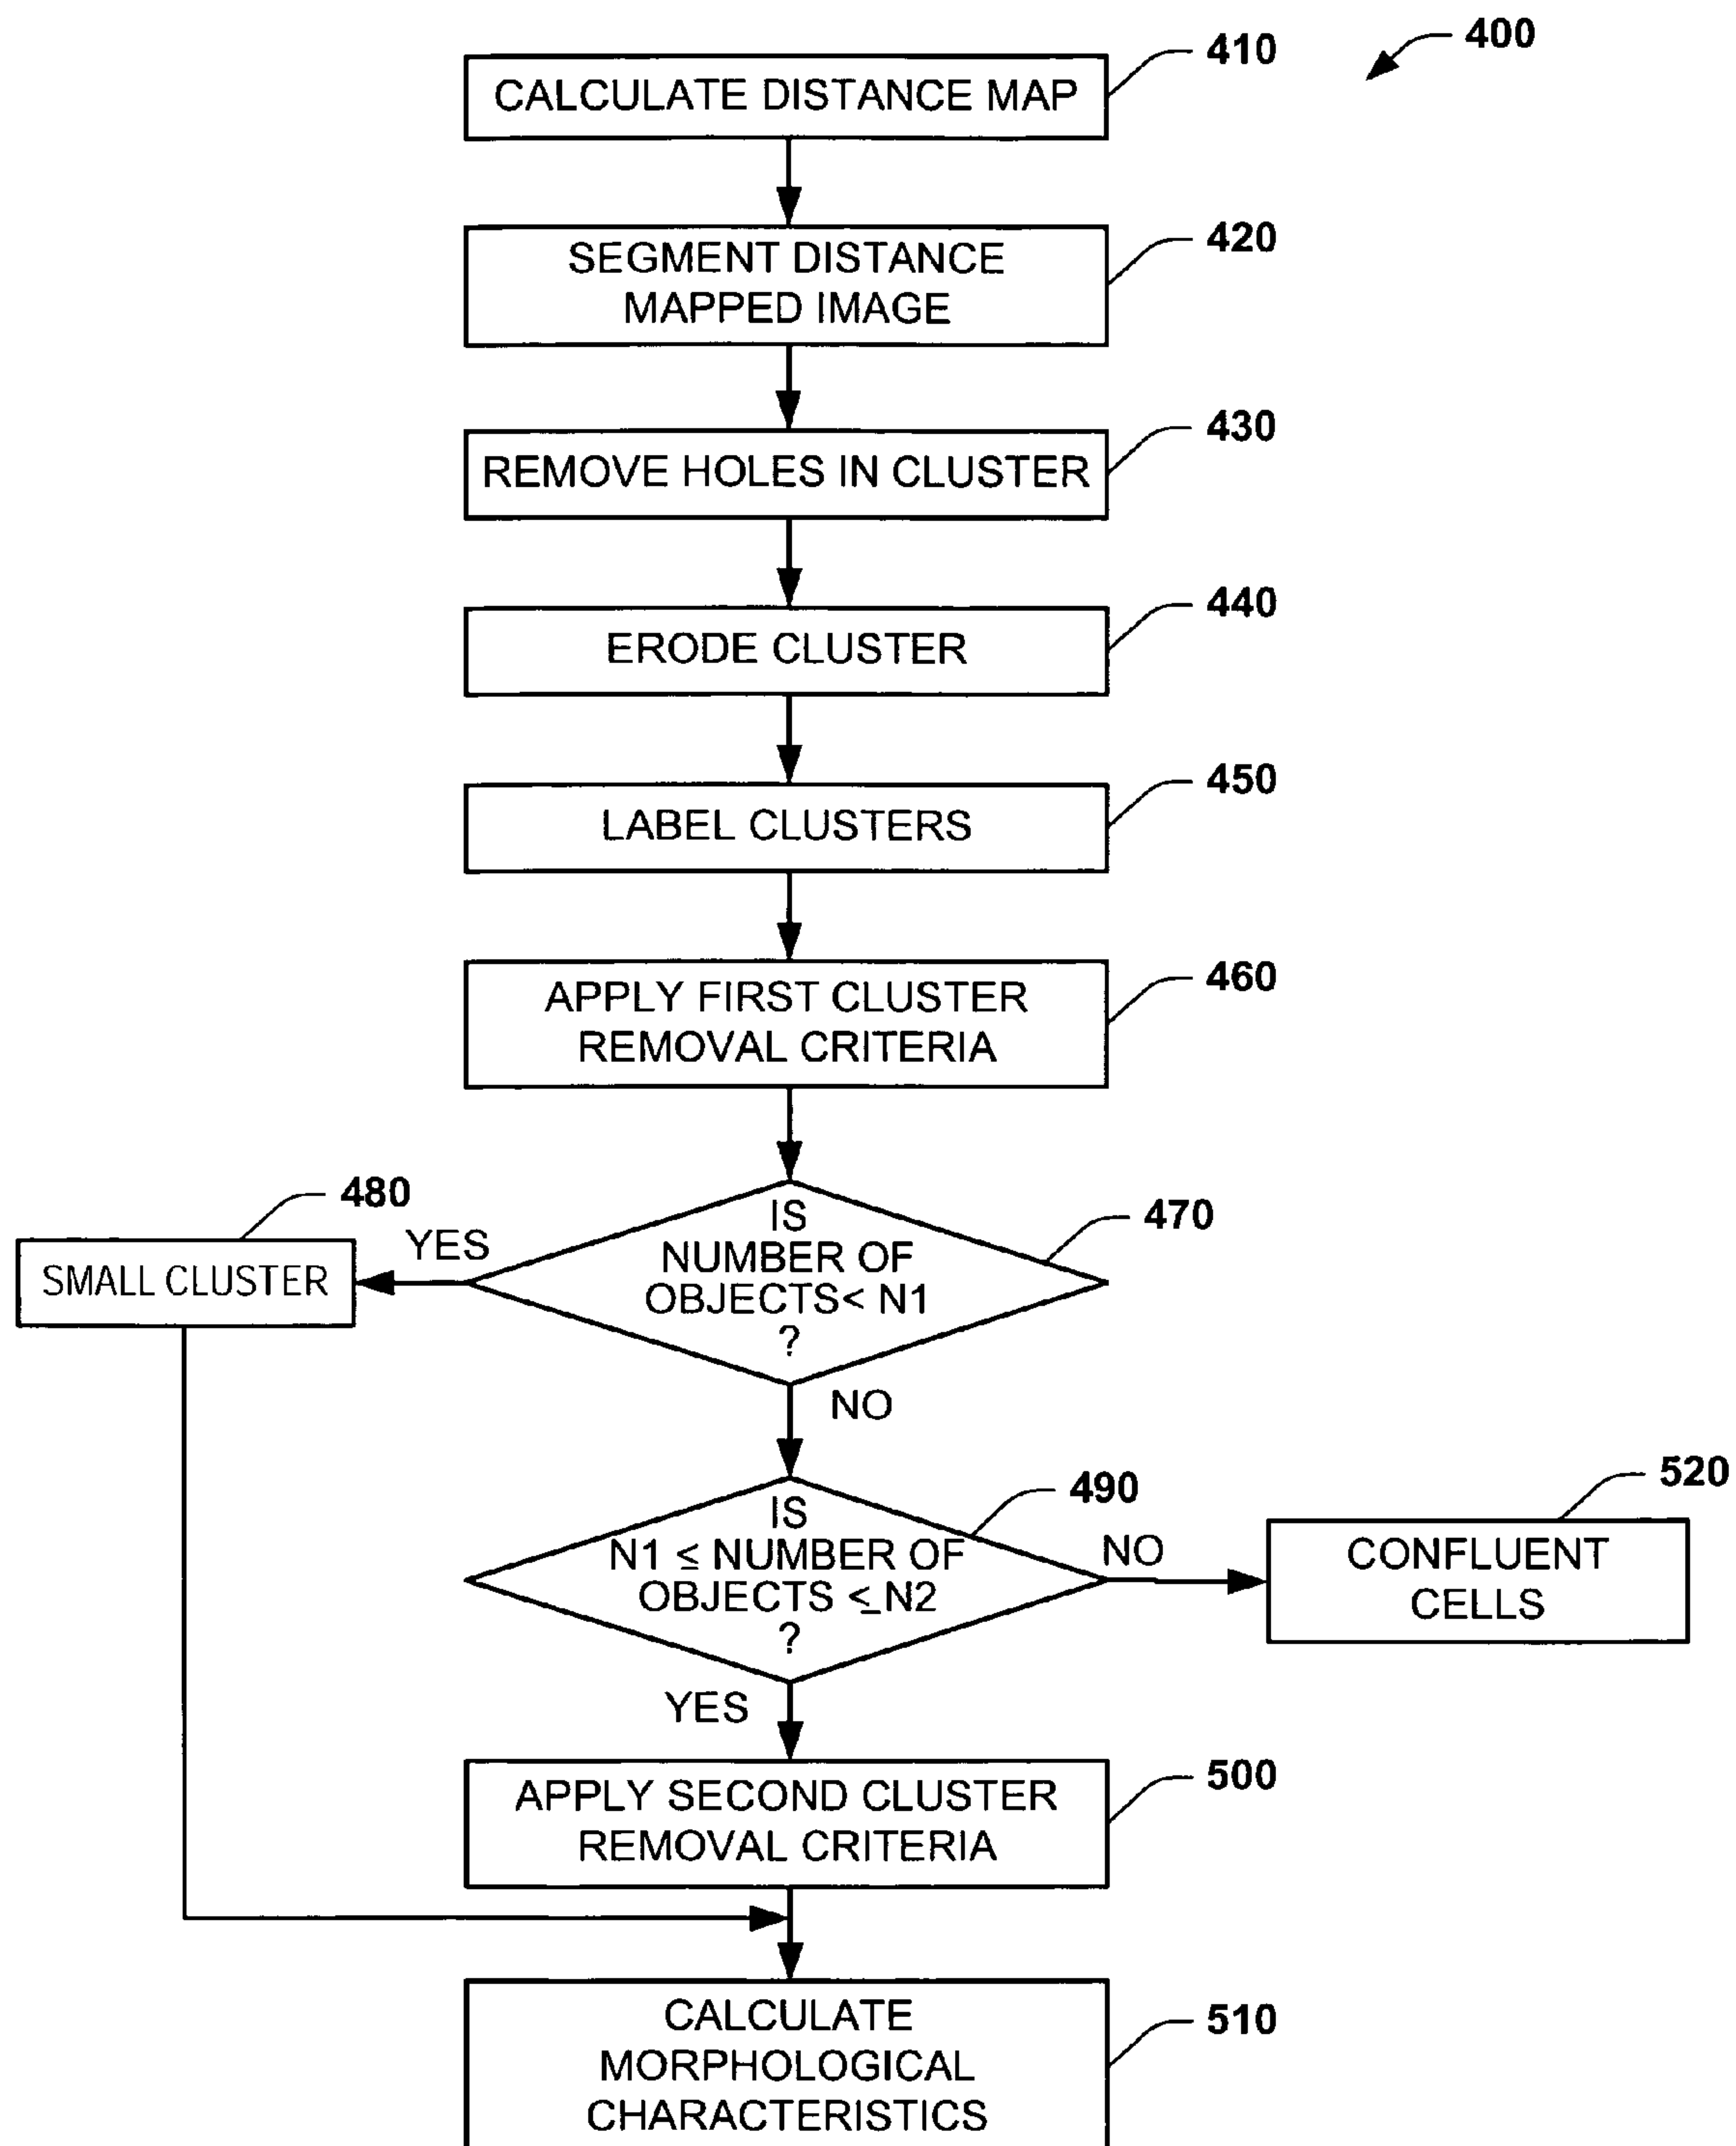 400
410
CALCULATE DISTANCE MAP
420
SEGMENT DISTANCE
MAPPED IMAGE
430
REMOVE HOLES IN CLUSTER
440
ERODE CLUSTER
450
LABEL CLUSTERS
460
APPLY FIRST CLUSTER
REMOVAL CRITERIA
470
IS
NUMBER OF
OBJECTS< N1
?
480
YES
SMALL CLUSTER
NO
490
IS
N1 ≤ NUMBER OF
OBJECTS ≤ N2
?
NO
520
CONFLUENT
CELLS
YES
500
APPLY SECOND CLUSTER
REMOVAL CRITERIA
510
CALCULATE
MORPHOLOGICAL
CHARACTERISTICS